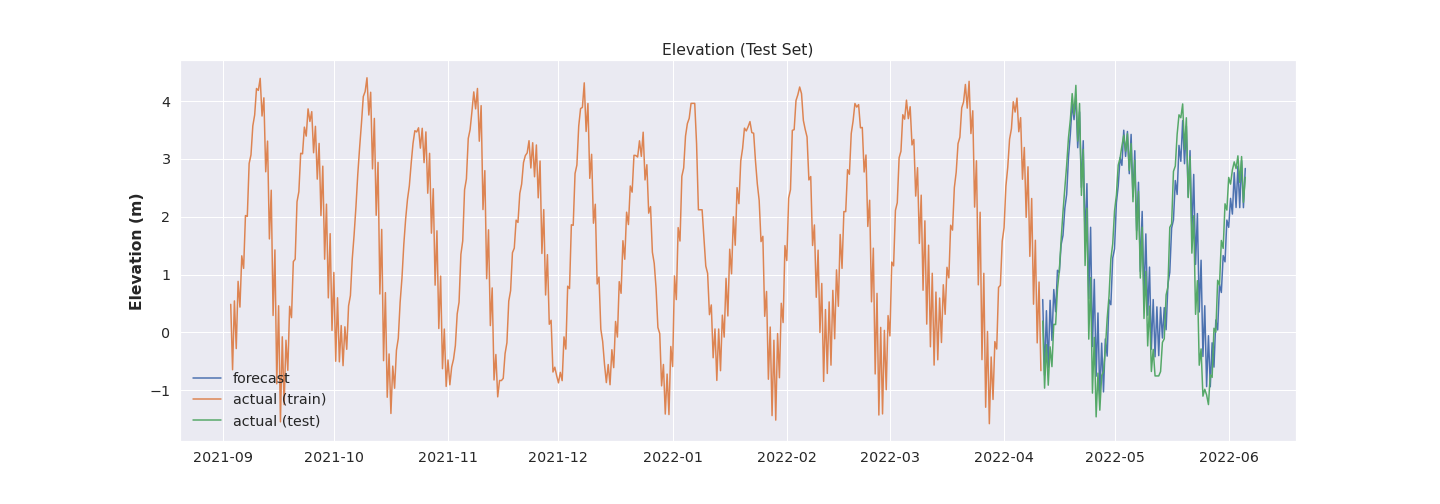 Elevation (Test Set)
Elevation (m)
4
3
2
1
0
−1
forecast
actual (train)
actual (test)
2021-09 2021-10 2021-11 2021-12 2022-01 2022-02 2022-03 2022-04 2022-05 2022-06